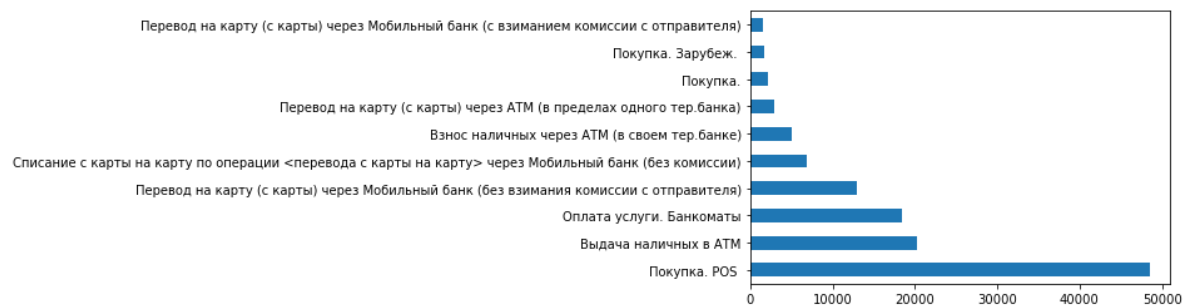 Перевод на карту (с карты) через Мобильный банк (с взиманием комиссии с отправителя)
Покупка. Зарубеж.
Покупка.
Перевод на карту (с карты) через АТМ (в пределах одного тер.банка)
Взнос наличных через АТМ (в своем тер.банке)
Списание с карты на карту по операции <перевода с карты на карту> через Мобильный банк (без комиссии)
Перевод на карту (с карты) через Мобильный банк (без взимания комиссии с отправителя)
Оплата услуги. Банкоматы
Выдача наличных в АТМ
Покупка. POS
0 10000 20000 30000 40000 50000